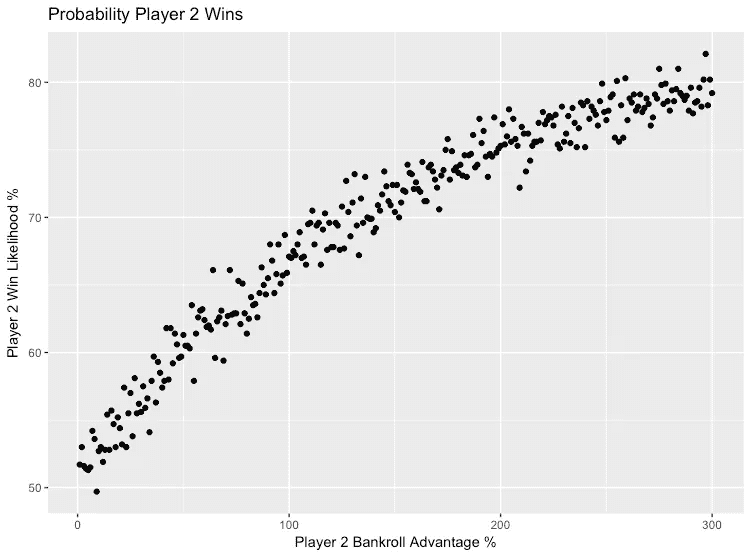 Probability Player 2 Wins
Player 2 Win Likelihood %
80
70
60
50
0 100 200 300
Player 2 Bankroll Advantage %